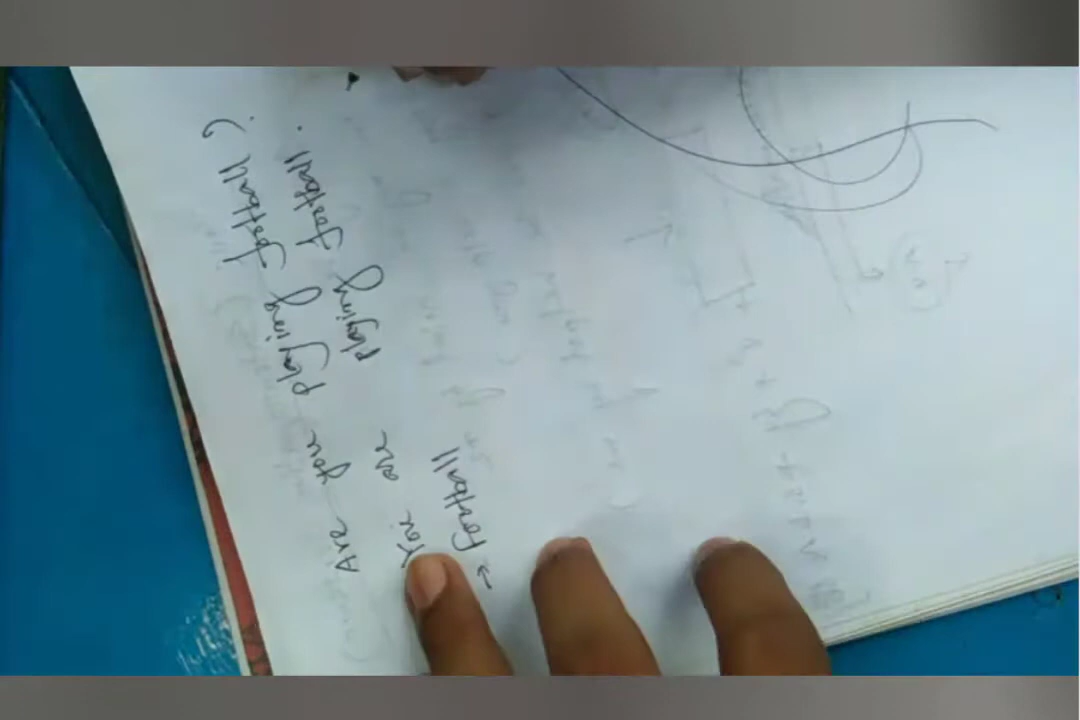 Are you playing football ?
You are playing football .
→ Football